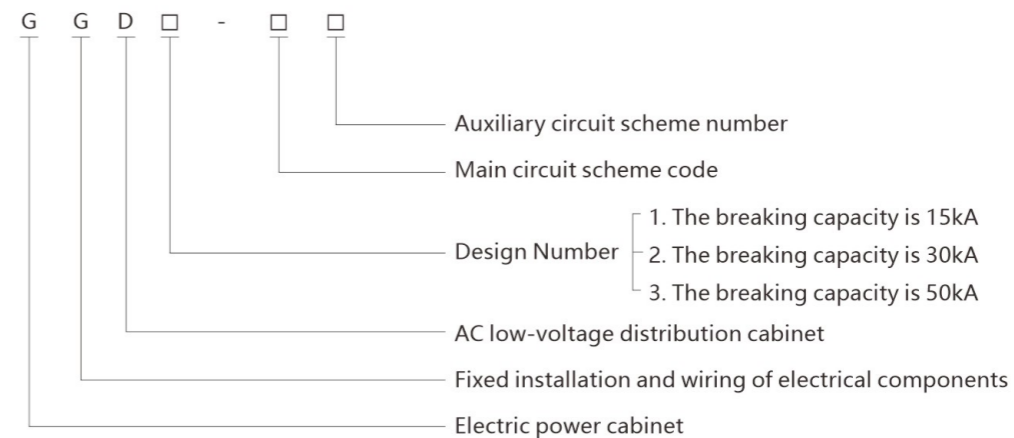 G G D □ - □ □
Auxiliary circuit scheme number
Main circuit scheme code
Design Number
1. The breaking capacity is 15kA
2. The breaking capacity is 30kA
3. The breaking capacity is 50kA
AC low-voltage distribution cabinet
Fixed installation and wiring of electrical components
Electric power cabinet